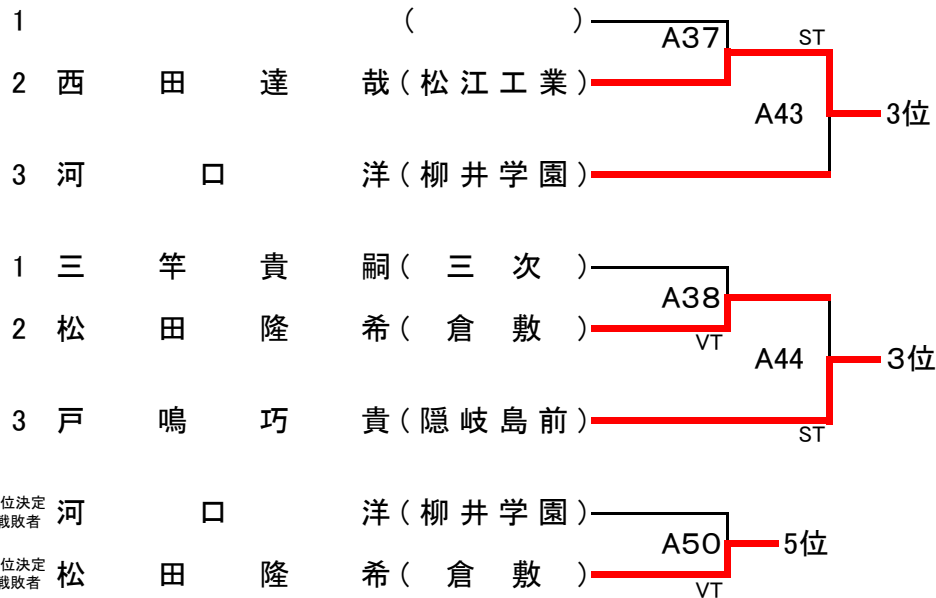 1 ( )
A37 ST
2 西田達哉(松江工業)
A43 3位
3 河口洋(柳井学園)
1 三竿貴嗣(三次)
A38
2 松田隆希(倉敷)
VT
A44 3位
3 戸鳴巧貴(隠岐島前)
ST
位決定
戦敗者 河口洋(柳井学園)
A50 5位
位決定
戦敗者 松田隆希(倉敷)
VT